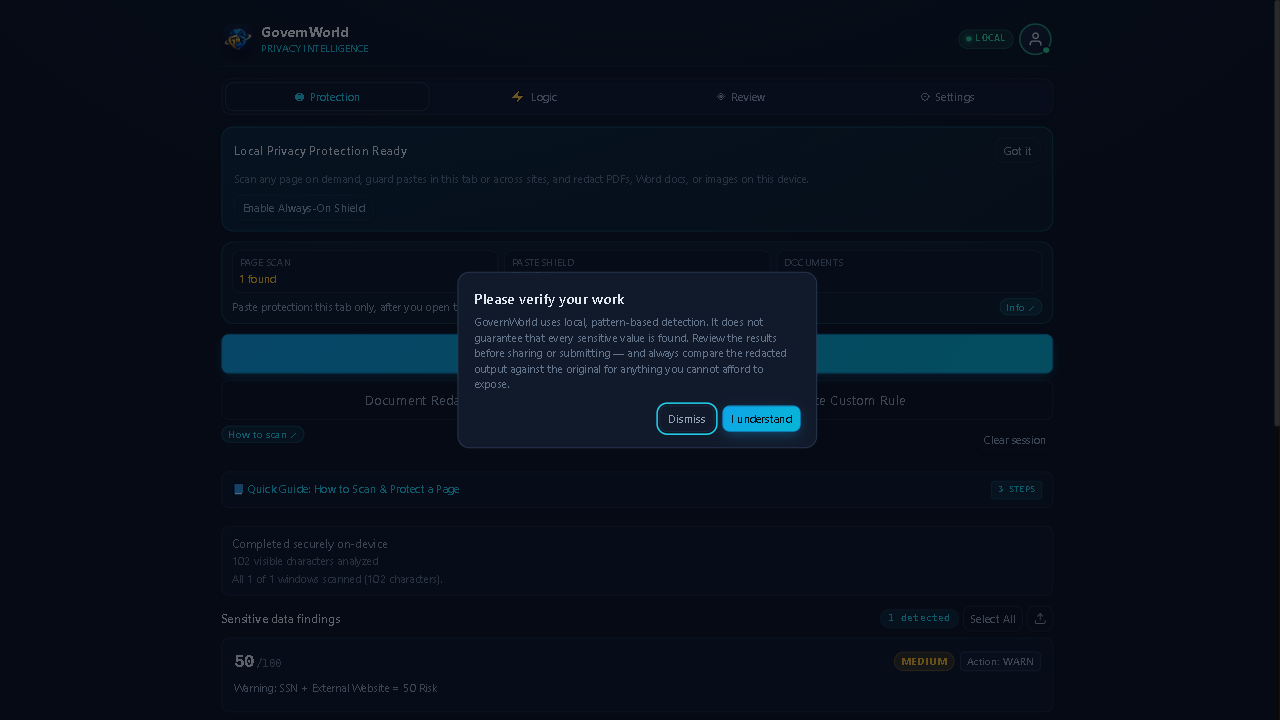 GovernWorld
PRIVACY INTELLIGENCE
LOCAL
Protection
Logic
Review
Settings
Local Privacy Protection Ready
Got it
Scan any page on demand, guard pastes in this tab or across sites, and redact PDFs, Word docs, or images on this device.
Enable Always-On Shield
PAGE SCAN
PASTE SHIELD
DOCUMENTS
1 found
Paste protection: this tab only, after you open t
Info ↗
Please verify your work
GovernWorld uses local, pattern-based detection. It does not
guarantee that every sensitive value is found. Review the results
before sharing or submitting — and always compare the redacted
output against the original for anything you cannot afford to
expose.
Dismiss
I understand
Document Reda
Custom Rule
How to scan ↗
Clear session
Quick Guide: How to Scan & Protect a Page
3 STEPS
Completed securely on-device
102 visible characters analyzed
All 1 of 1 windows scanned (102 characters).
Sensitive data findings
1 detected
Select All
50/100
MEDIUM
Action: WARN
Warning: SSN + External Website = 50 Risk